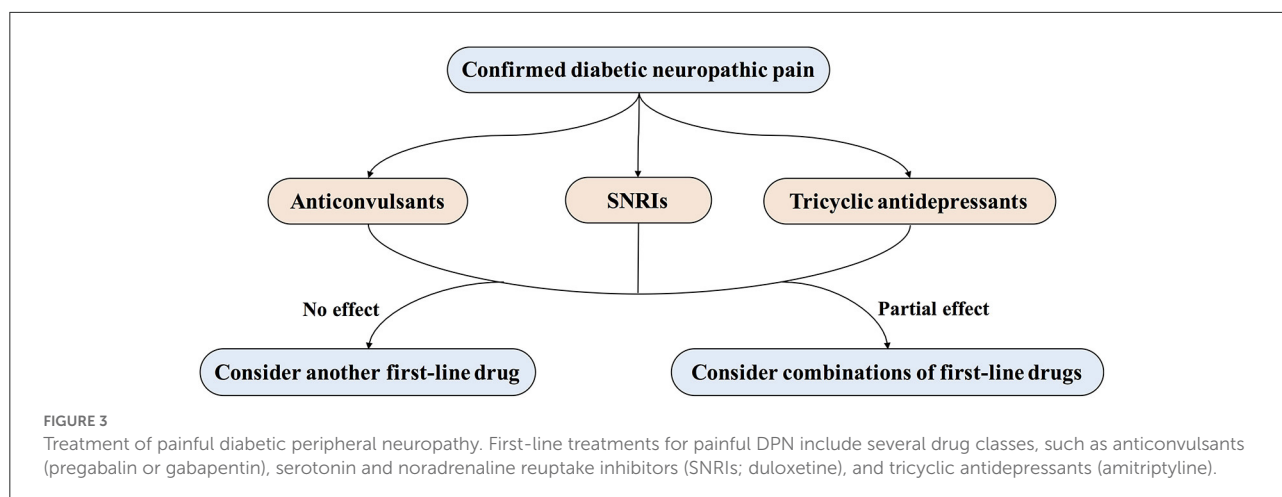 Confirmed diabetic neuropathic pain
Anticonvulsants
SNRIs
Tricyclic antidepressants
No effect
Partial effect
Consider another first-line drug
Consider combinations of first-line drugs
FIGURE 3
Treatment of painful diabetic peripheral neuropathy. First-line treatments for painful DPN include several drug classes, such as anticonvulsants
(pregabalin or gabapentin), serotonin and noradrenaline reuptake inhibitors (SNRIs; duloxetine), and tricyclic antidepressants (amitriptyline).